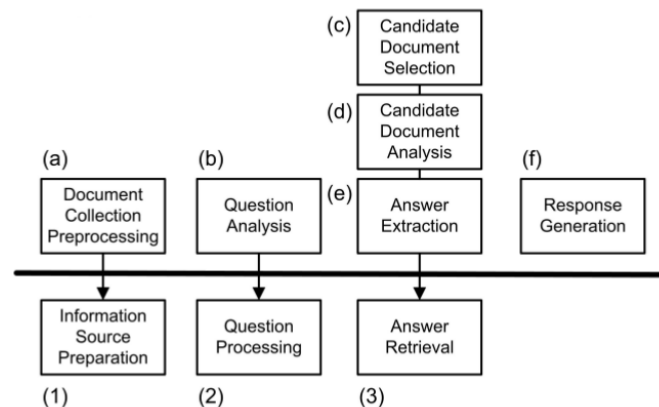 (c)
Candidate
Document
Selection
(d)
Candidate
Document
Analysis
(a)
Document
Collection
Preprocessing
(b)
Question
Analysis
(e)
Answer
Extraction
(f)
Response
Generation
Information
Source
Preparation
(1)
Question
Processing
(2)
Answer
Retrieval
(3)